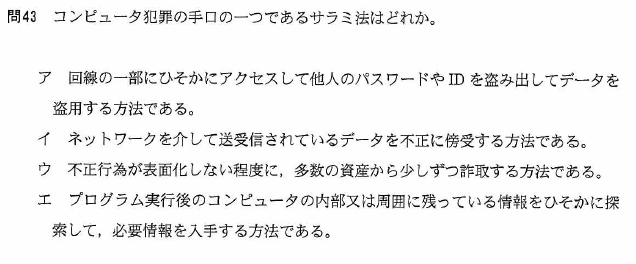 問43 コンピュータ犯罪の手口の一つであるサラミ法はどれか。
ア 回線の一部にひそかにアクセスして他人のパスワードや ID を盗み出してデータを
盗用する方法である。
イ ネットワークを介して送受信されているデータを不正に傍受する方法である。
ウ 不正行為が表面化しない程度に，多数の資産から少しずつ詐取する方法である。
エ プログラム実行後のコンピュータの内部又は周囲に残っている情報をひそかに探
索して，必要情報を入手する方法である。